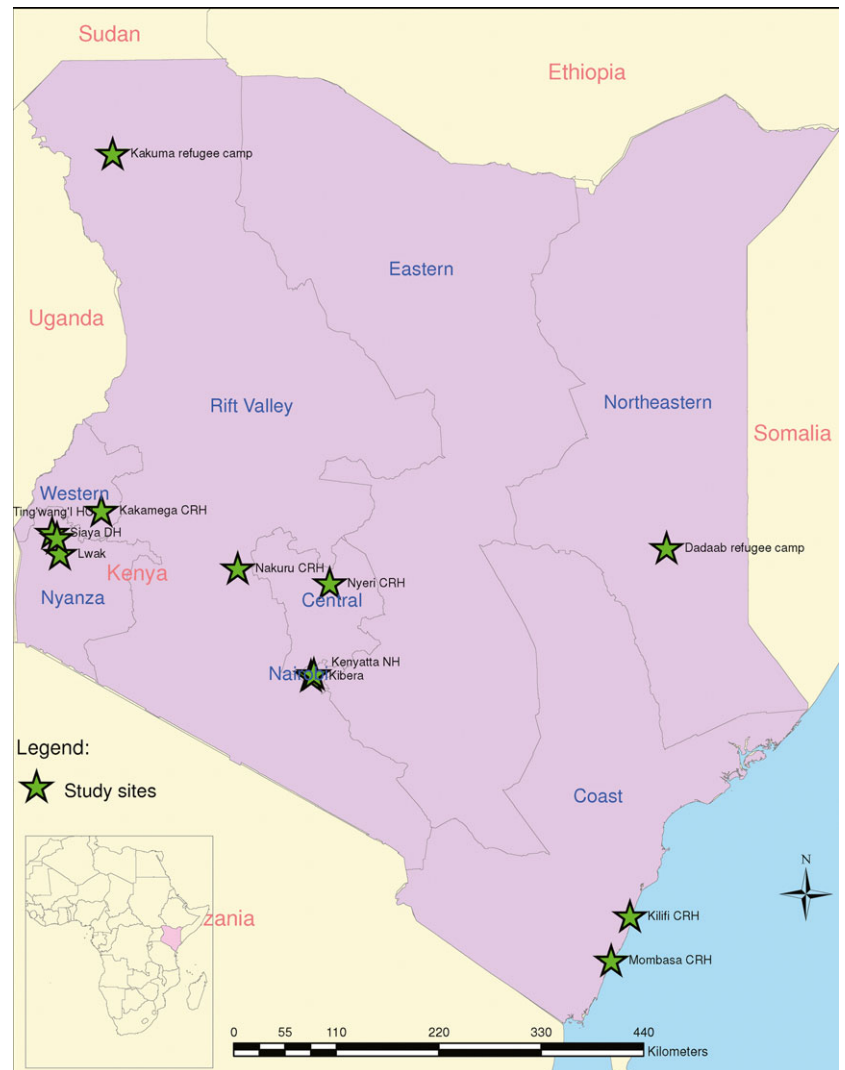 Sudan
Ethiopia
Kakuma refugee camp
Eastern
Uganda
Rift Valley
Northeastern
Somalia
Western
Kakamega CRH
Ting'wang'I HC
Siaya DH
Dadaab refugee camp
Lwak
Kenya
Nakuru CRH
Nyeri CRH
Nyanza
Central
Kenyatta NH
Nairobi
Kibera
Legend:
Study sites
Coast
N
zania
Kilifi CRH
Mombasa CRH
0 55 110 220 330 440
Kilometers